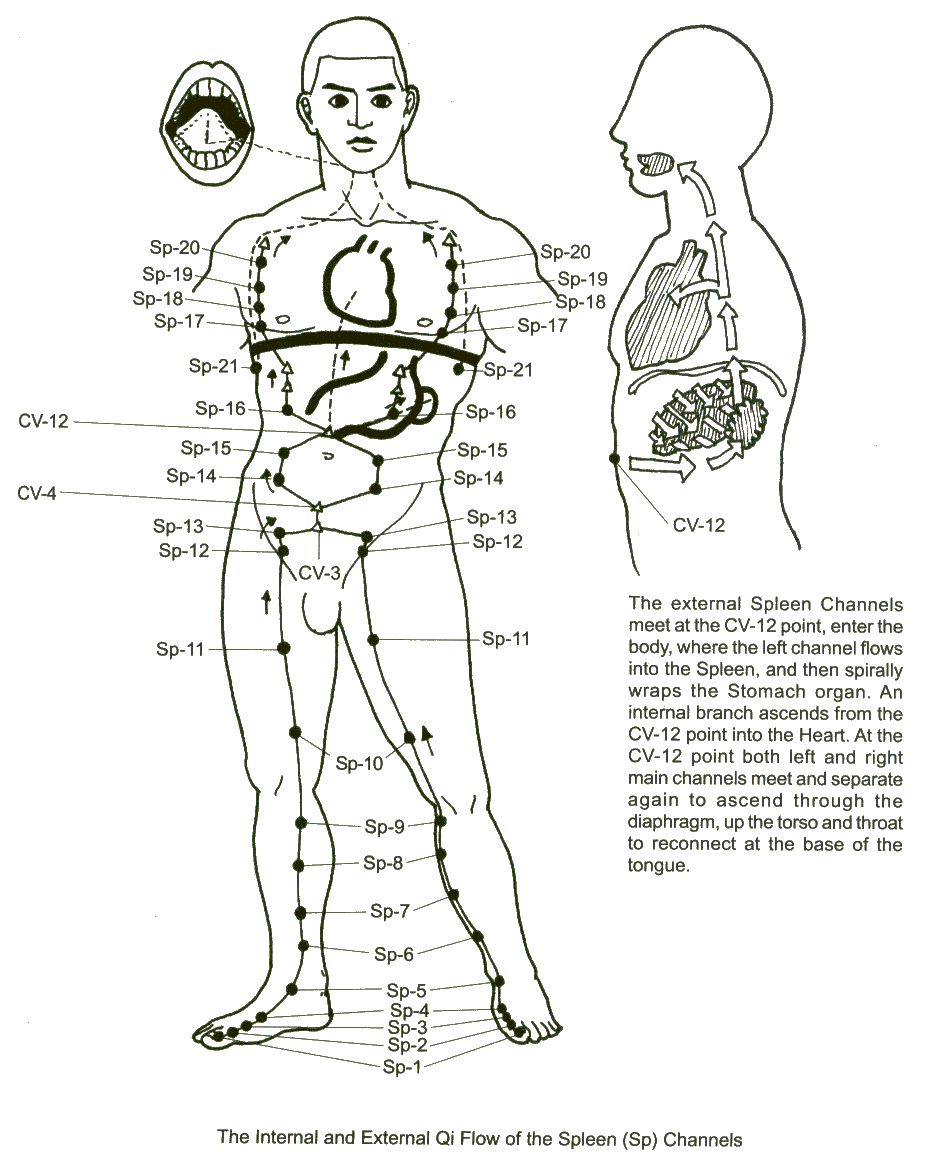 Sp-20
Sp-20
Sp-19
Sp-19
Sp-18
Sp-18
Sp-17
Sp-17
Sp-21
Sp-21
Sp-16
Sp-16
CV-12
Sp-15
Sp-15
Sp-14
Sp-14
CV-4
Sp-13
Sp-13
Sp-12
Sp-12
CV-3
CV-12
Sp-11
Sp-11
Sp-10
Sp-9
Sp-8
Sp-7
Sp-6
Sp-5
Sp-4
Sp-3
Sp-2
Sp-1
The external Spleen Channels
meet at the CV-12 point, enter the
body, where the left channel flows
into the Spleen, and then spirally
wraps the Stomach organ. An
internal branch ascends from the
CV-12 point into the Heart. At the
CV-12 point both left and right
main channels meet and separate
again to ascend through the
diaphragm, up the torso and throat
to reconnect at the base of the
tongue.
The Internal and External Qi Flow of the Spleen (Sp) Channels